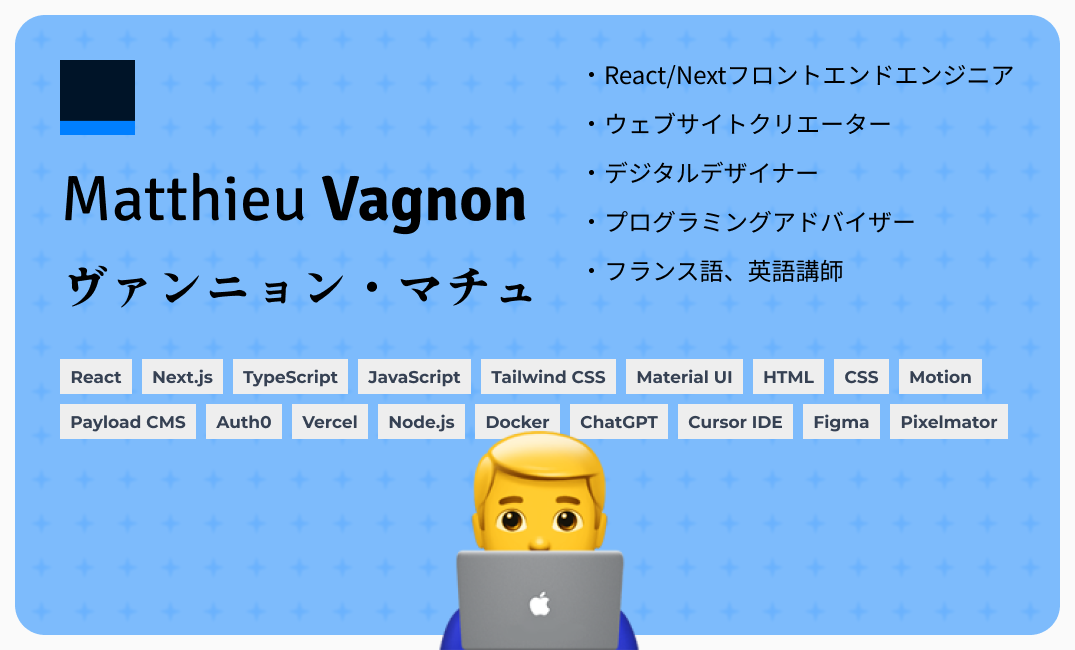 Matthieu Vagnon
ヴァンニョン・マチュ
・React/Nextフロントエンドエンジニア
・ウェブサイトクリエーター
・デジタルデザイナー
・プログラミングアドバイザー
・フランス語、英語講師
React Next.js TypeScript JavaScript Tailwind CSS Material UI HTML CSS Motion
Payload CMS Auth0 Vercel Node.js Docker ChatGPT Cursor IDE Figma Pixelmator